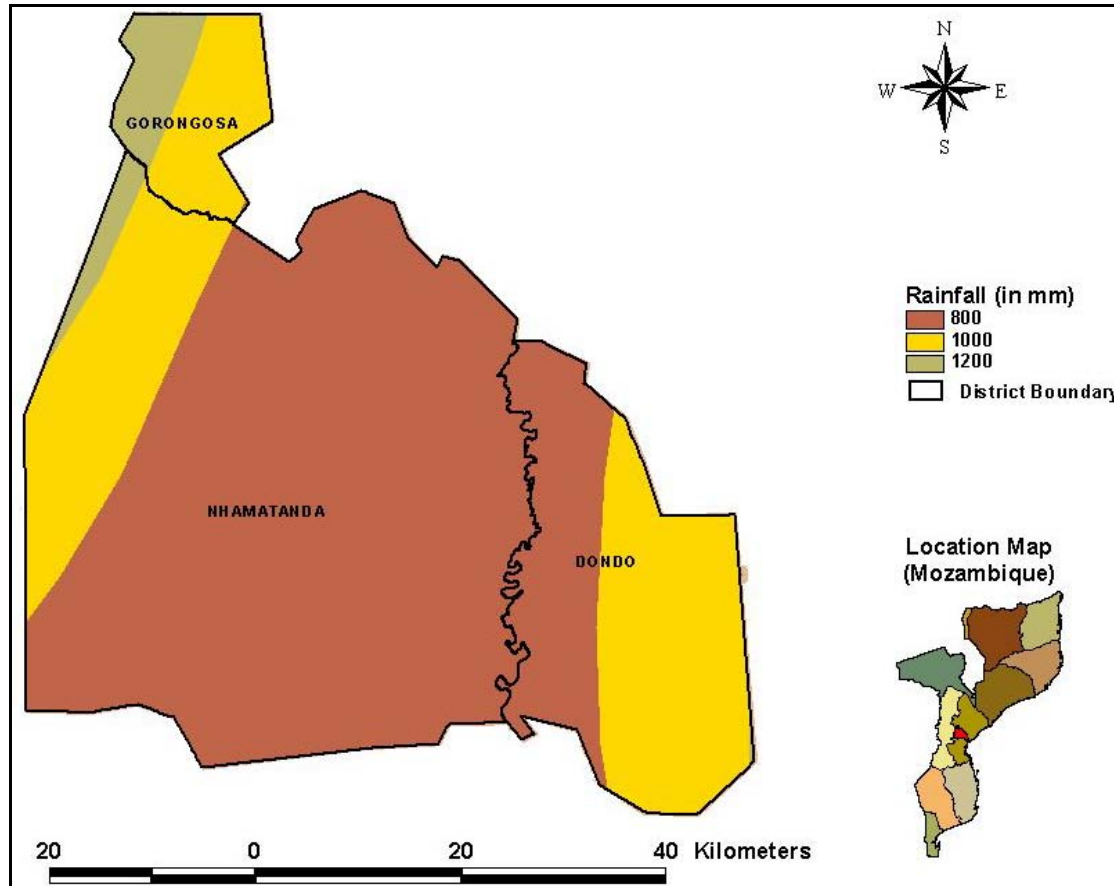 N
W E
S
GORONGOSA
NHAMATANDA
DONDO
Rainfall (in mm)
800
1000
1200
District Boundary
Location Map
(Mozambique)
20 0 20 40 Kilometers